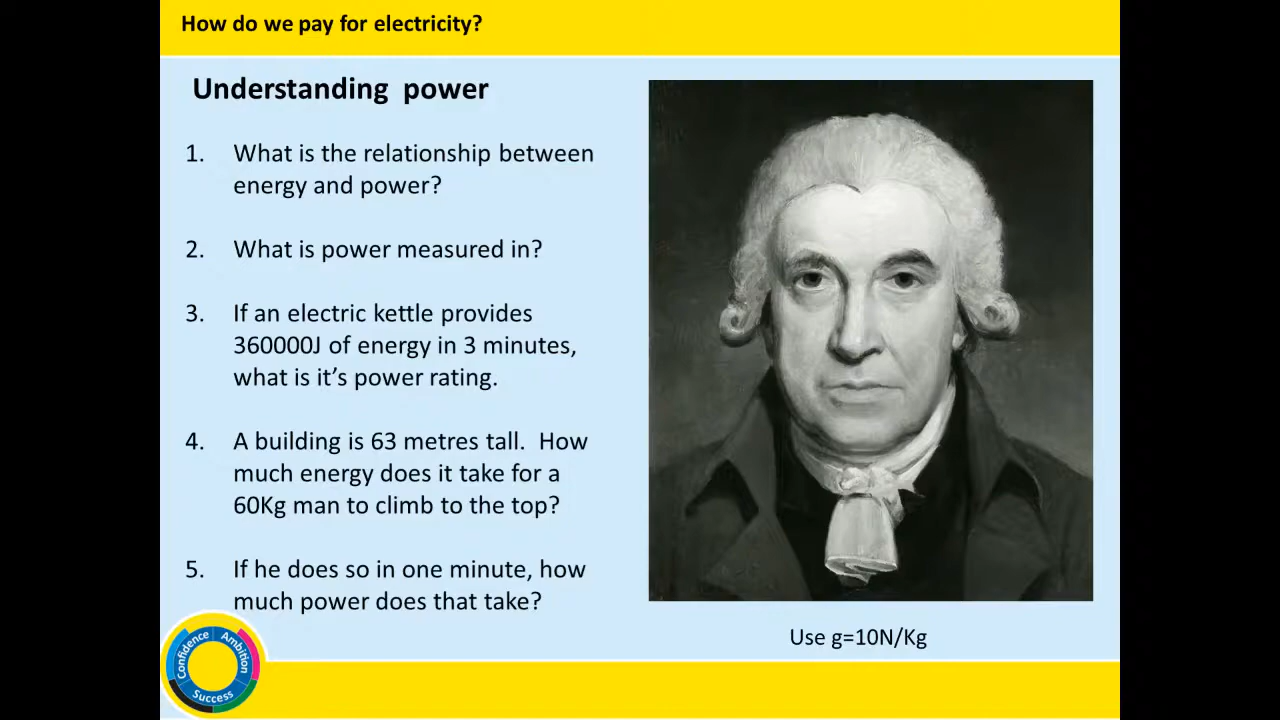 How do we pay for electricity?
Understanding power
1. What is the relationship between
energy and power?
2. What is power measured in?
3. If an electric kettle provides
360000J of energy in 3 minutes,
what is it’s power rating.
4. A building is 63 metres tall. How
much energy does it take for a
60Kg man to climb to the top?
5. If he does so in one minute, how
much power does that take?
Use g=10N/Kg
Confidence
Ambition
Success